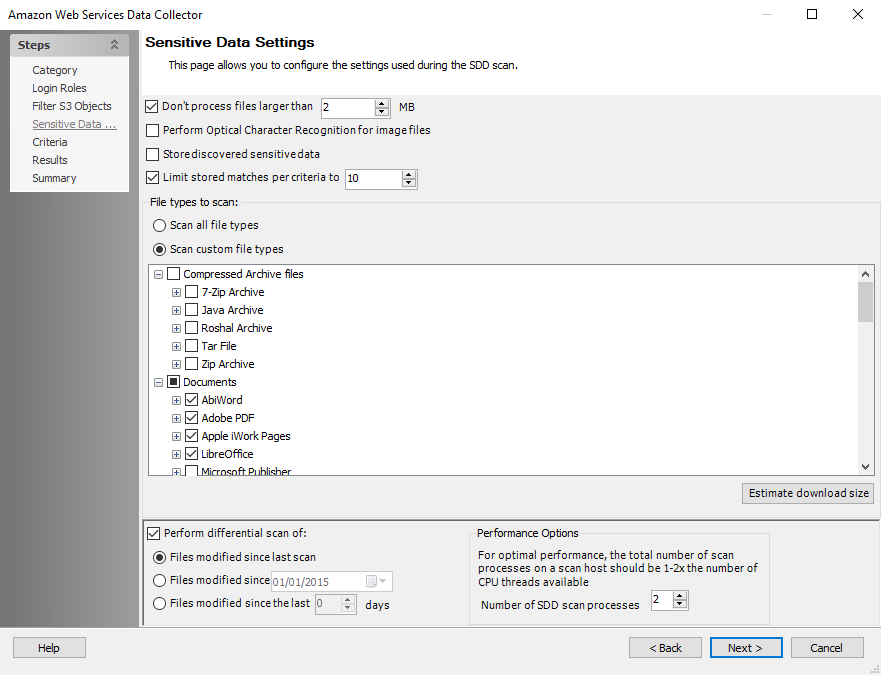 Amazon Web Services Data Collector
Steps
Category
Login Roles
Filter S3 Objects
Sensitive Data ...
Criteria
Results
Summary
Sensitive Data Settings
This page allows you to configure the settings used during the SDD scan.
Don't process files larger than 2 MB
Perform Optical Character Recognition for image files
Store discovered sensitive data
Limit stored matches per criteria to 10
File types to scan:
Scan all file types
Scan custom file types
Compressed Archive files
7-Zip Archive
Java Archive
Roshal Archive
Tar File
Zip Archive
Documents
AbiWord
Adobe PDF
Apple iWork Pages
LibreOffice
Microsoft Publisher
Estimate download size
Perform differential scan of:
Files modified since last scan
Files modified since 01/01/2015
Files modified since the last 0 days
Performance Options
For optimal performance, the total number of scan
processes on a scan host should be 1-2x the number of
CPU threads available
Number of SDD scan processes 2
Help
< Back
Next >
Cancel